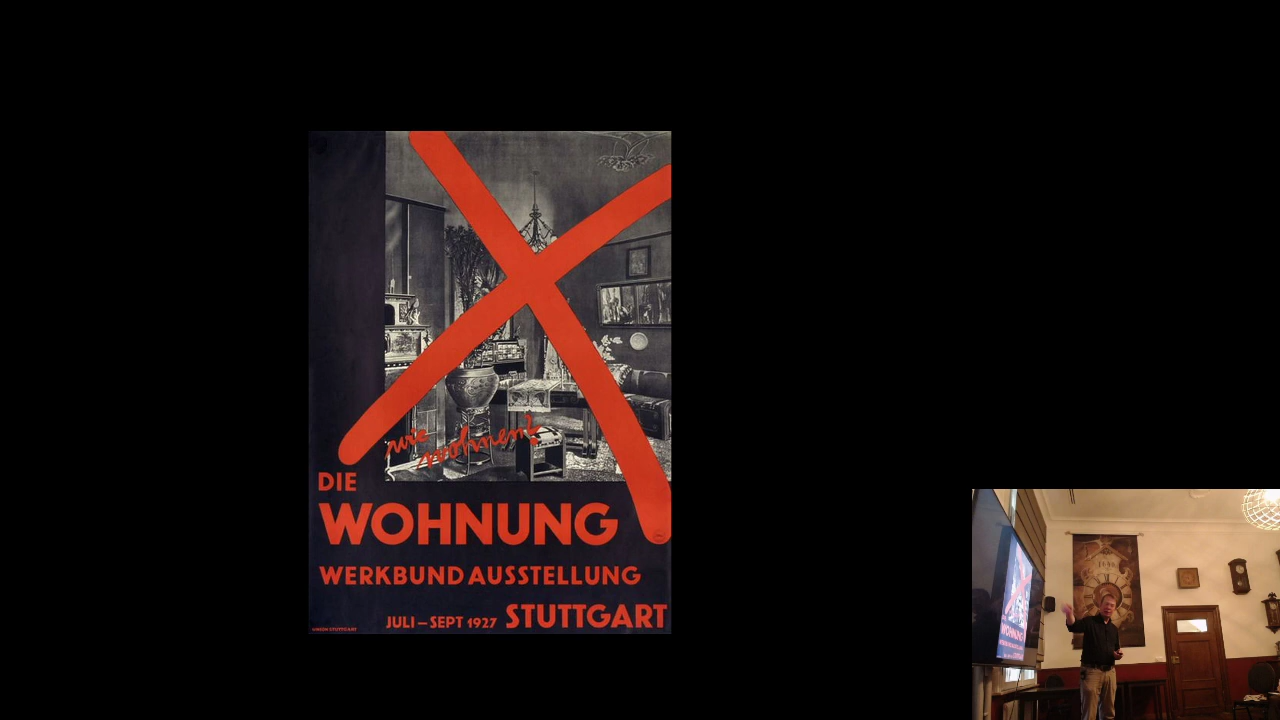 wie
wohnen?
DIE
WOHNUNG
WERKBUND AUSSTELLUNG
JULI – SEPT 1927 STUTTGART